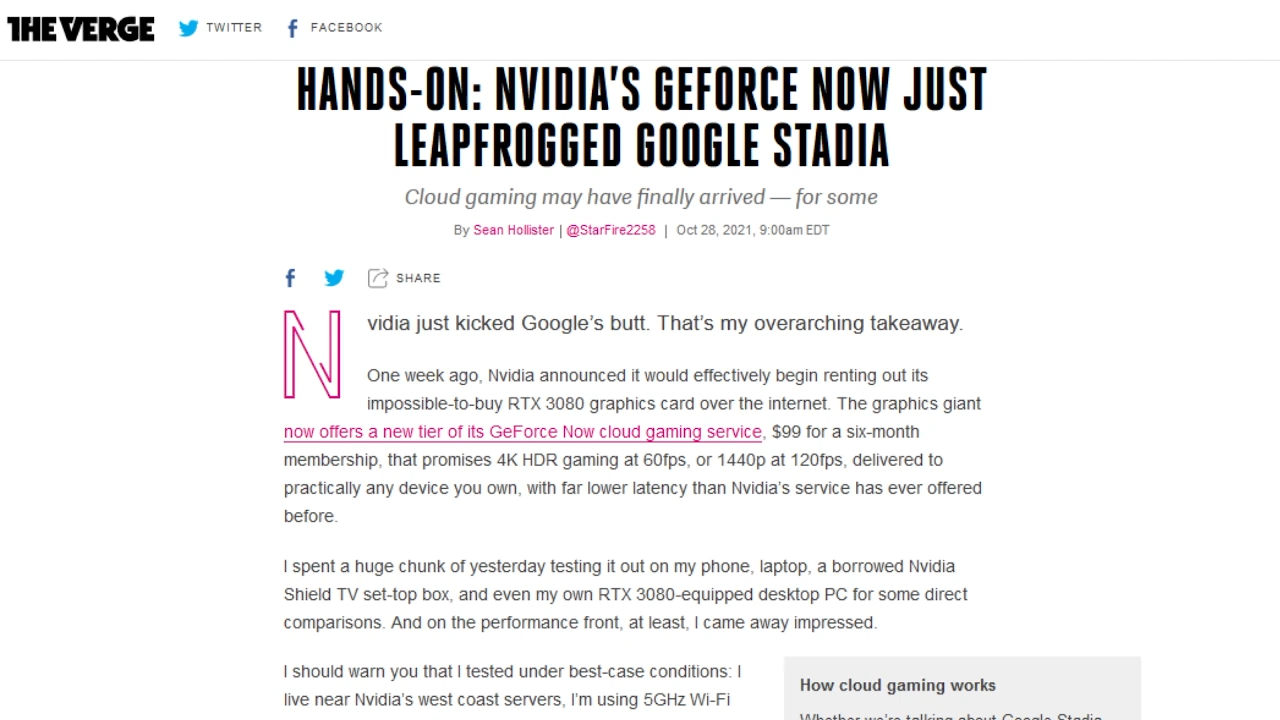 THE VERGE TWITTER FACEBOOK
HANDS-ON: NVIDIA'S GEFORCE NOW JUST
LEAPFROGGED GOOGLE STADIA
Cloud gaming may have finally arrived — for some
By Sean Hollister | @StarFire2258 | Oct 28, 2021, 9:00am EDT
SHARE
Nvidia just kicked Google’s butt. That’s my overarching takeaway.
One week ago, Nvidia announced it would effectively begin renting out its
impossible-to-buy RTX 3080 graphics card over the internet. The graphics giant
now offers a new tier of its GeForce Now cloud gaming service, $99 for a six-month
membership, that promises 4K HDR gaming at 60fps, or 1440p at 120fps, delivered to
practically any device you own, with far lower latency than Nvidia’s service has ever offered
before.
I spent a huge chunk of yesterday testing it out on my phone, laptop, a borrowed Nvidia
Shield TV set-top box, and even my own RTX 3080-equipped desktop PC for some direct
comparisons. And on the performance front, at least, I came away impressed.
I should warn you that I tested under best-case conditions: I
live near Nvidia’s west coast servers, I’m using 5GHz Wi-Fi
How cloud gaming works
Whether we’re talking about Google Stadia